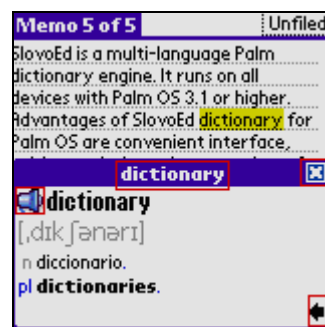 Memo 5 of 5 Unfiled
SlovoEd is a multi-language Palm
dictionary engine. It runs on all
devices with Palm OS 3.1 or higher.
Advantages of SlovoEd dictionary for
Palm OS are convenient interface,
dictionary
dictionary
[ˌdɪkʃənərɪ]
n diccionario.
pl dictionaries.